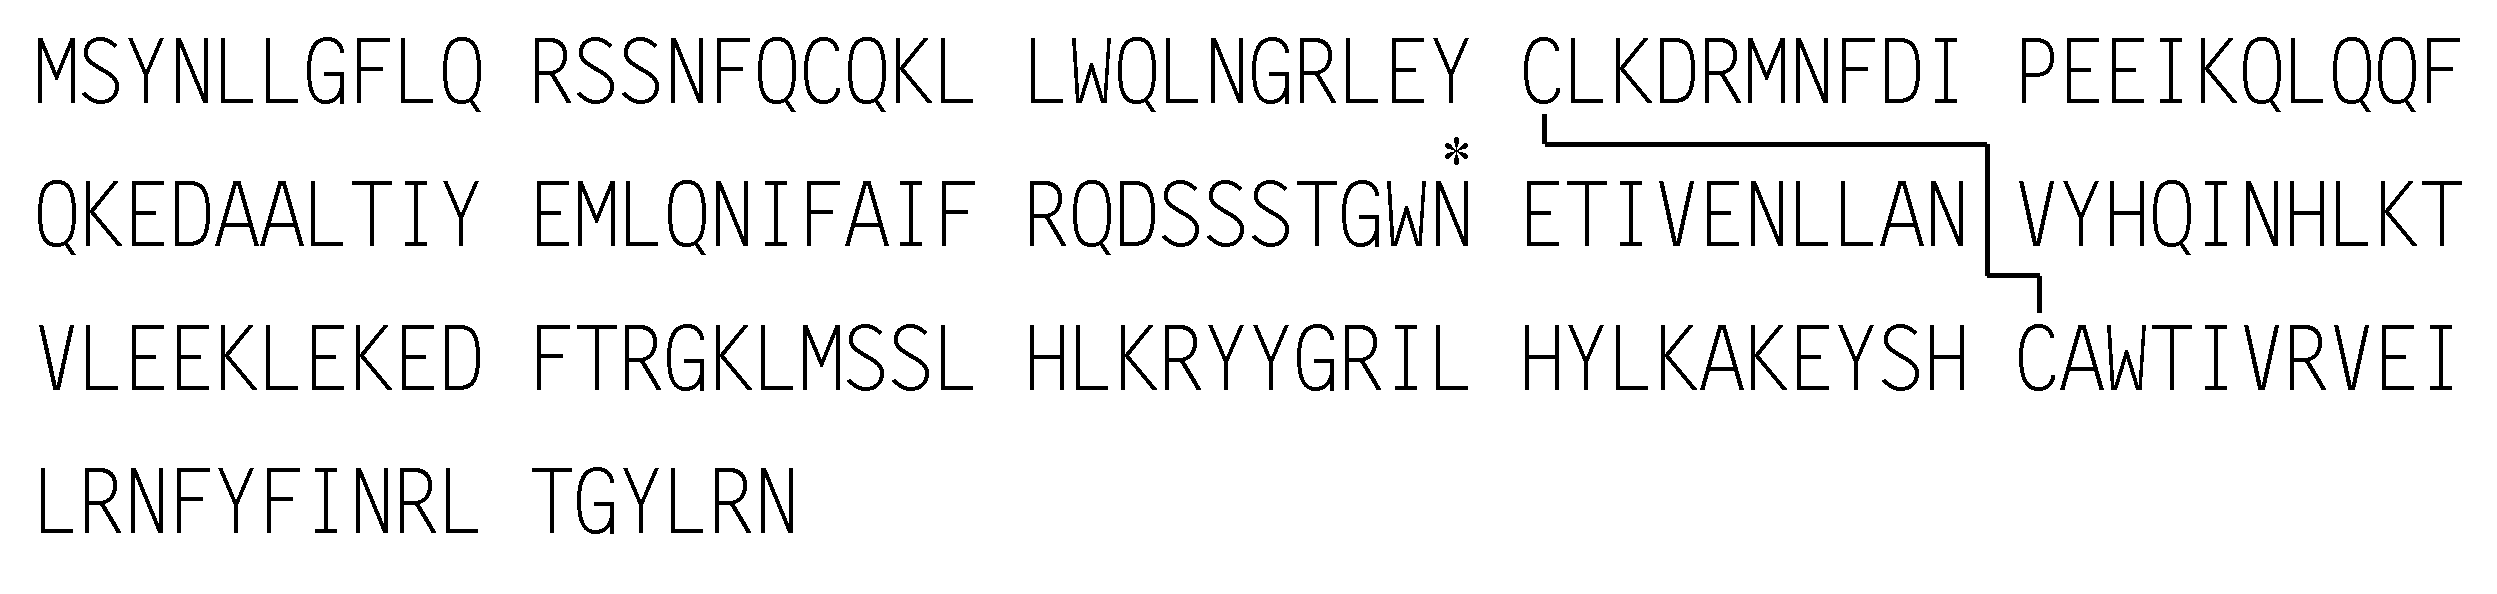 MSYNLLGFLQ RSSNFQCQKL LWQLNGRLEY CLKDRMNFDI PEEIKQLQQF
*
QKEDAALTIY EMLQNIFAIF RQDSSSTGWN ETIVENLLAN VYHQINHLKT
VLEEKLEKED FTRGKLMSSL HLKRYYGRIL HYLKAKEYSH CAWTIVRVEI
LRNFYFINRL TGYLRN